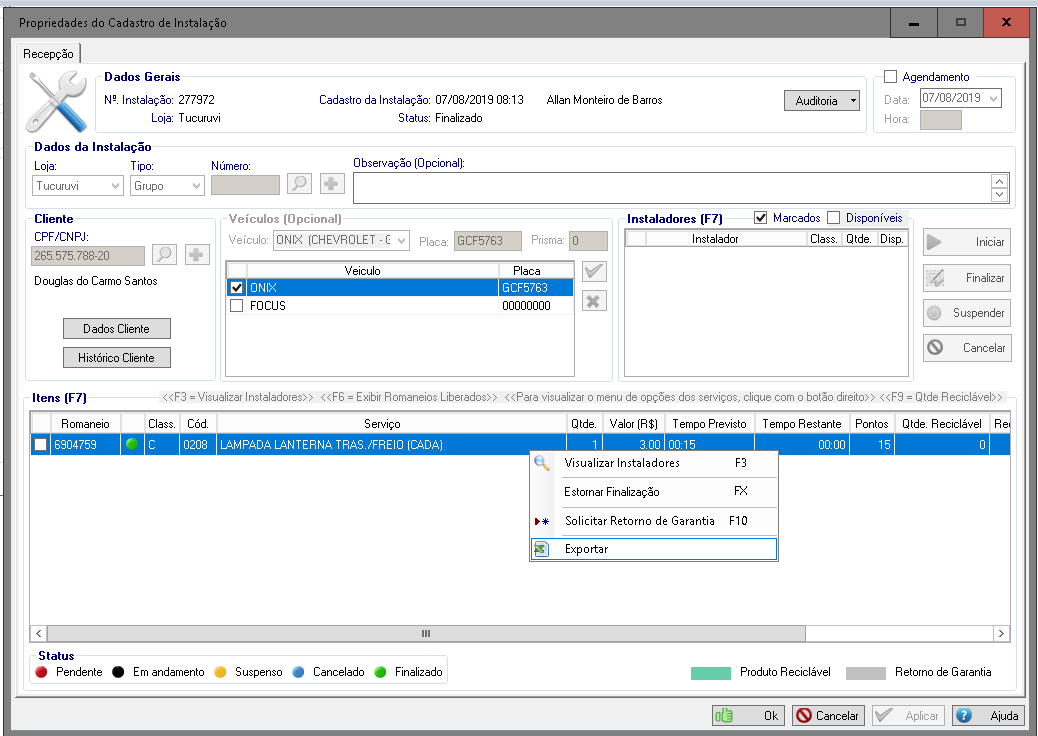 Propriedades do Cadastro de Instalação
Recepção
Dados Gerais
Nº. Instalação: 277972 Cadastro da Instalação: 07/08/2019 08:13 Allan Monteiro de Barros
Loja: Tucuruvi Status: Finalizado
Auditoria
Agendamento
Data: 07/08/2019
Hora:
Dados da Instalação
Loja: Tipo: Número: Observação (Opcional):
Tucuruvi Grupo
Cliente
CPF/CNPJ:
265.575.788-20
Douglas do Carmo Santos
Dados Cliente
Histórico Cliente
Veículos (Opcional)
Veículo: ONIX (CHEVROLET - G Placa: GCF5763 Prisma: 0
Veiculo Placa
ONIX GCF5763
FOCUS 00000000
Instaladores (F7) Marcados Disponíveis
Instalador Class. Qtde. Disp.
Iniciar
Finalizar
Suspender
Cancelar
Itens (F7) <<F3 = Visualizar Instaladores>> <<F6 = Exibir Romaneios Liberados>> <<Para visualizar o menu de opções dos serviços, clique com o botão direito>> <<F9 = Qtde Reciclável>>
Romaneio Class. Cód. Serviço Qtde. Valor (R$) Tempo Previsto Tempo Restante Pontos Qtde. Reciclável Re
6904759 C 0208 LAMPADA LANTERNA TRAS./FREIO (CADA) 1 3.00 00:15 00:00 15 0
Visualizar Instaladores F3
Estornar Finalização FX
Solicitar Retorno de Garantia F10
Exportar
Status
Pendente Em andamento Suspenso Cancelado Finalizado Produto Reciclável Retorno de Garantia
Ok Cancelar Aplicar Ajuda